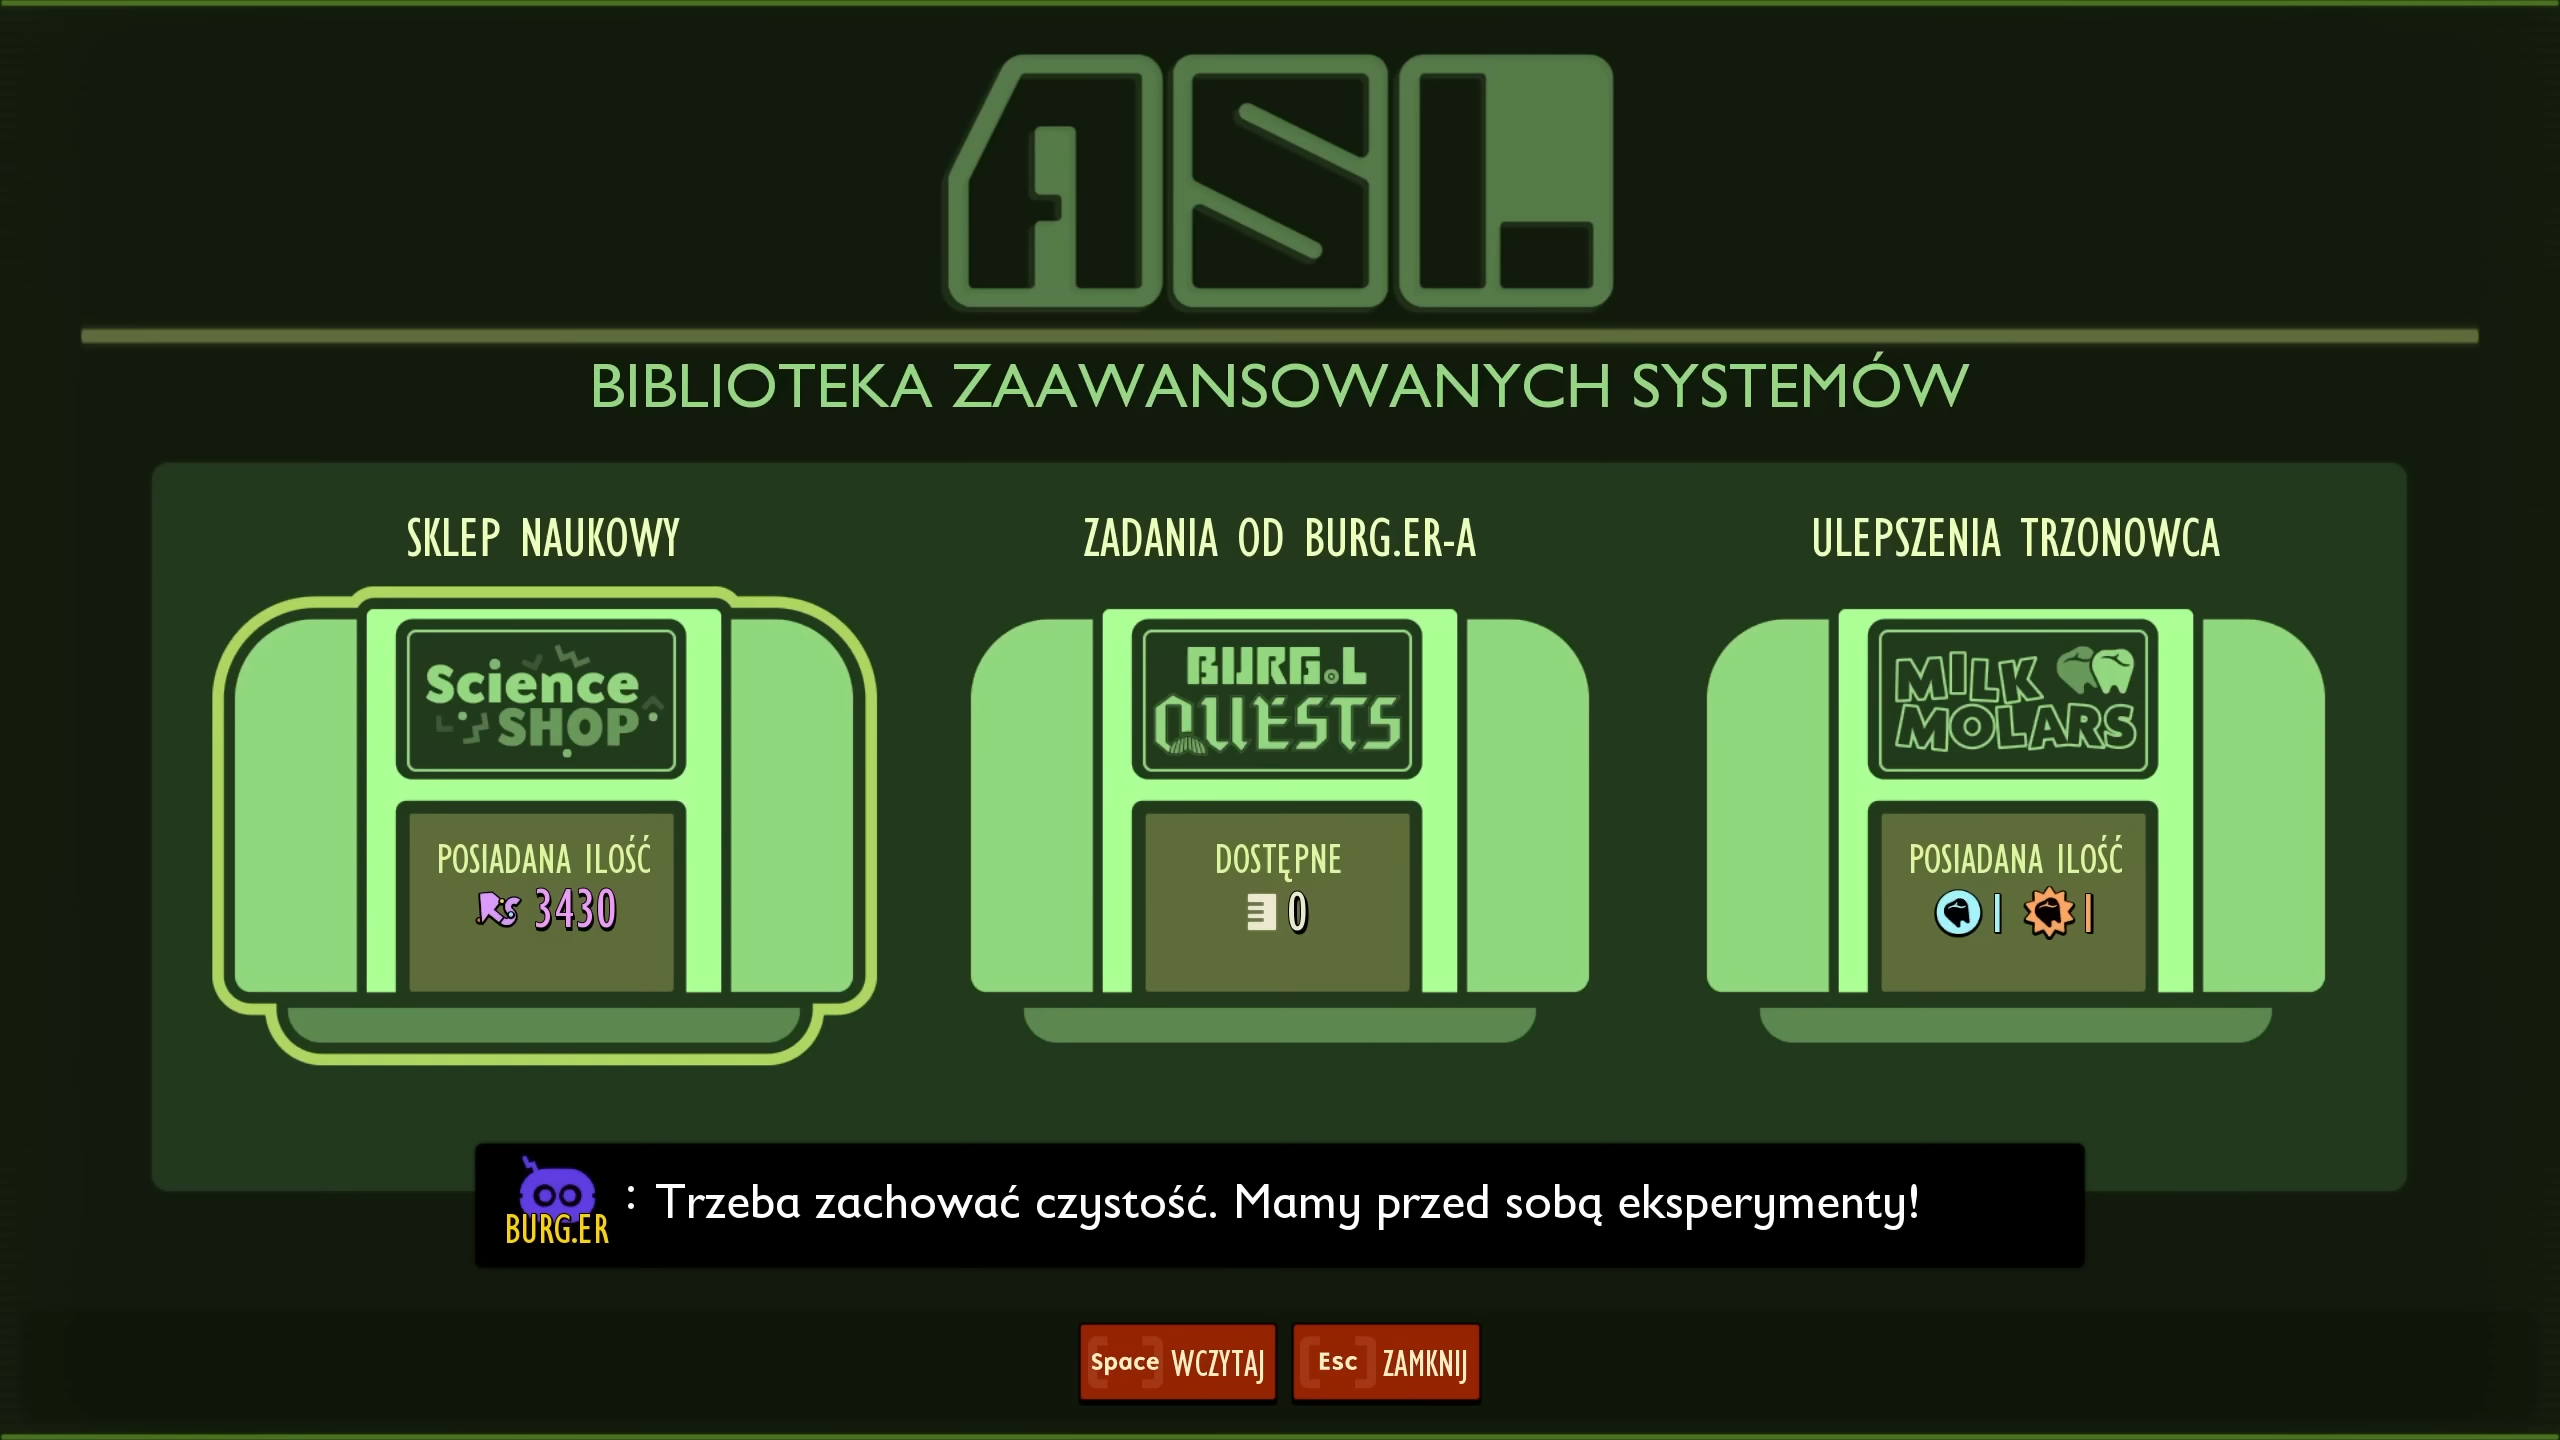 ASL
BIBLIOTEKA ZAAWANSOWANYCH SYSTEMÓW
SKLEP NAUKOWY
Science
SHOP
POSIADANA ILOŚĆ
RS 3430
ZADANIA OD BURG.ER-A
BURG.L
QUESTS
DOSTĘPNE
0
ULEPSZENIA TRZONOWCA
MILK
MOLARS
POSIADANA ILOŚĆ
1 1
BURG.ER : Trzeba zachować czystość. Mamy przed sobą eksperymenty!
Space WCZYTAJ Esc ZAMKNIJ